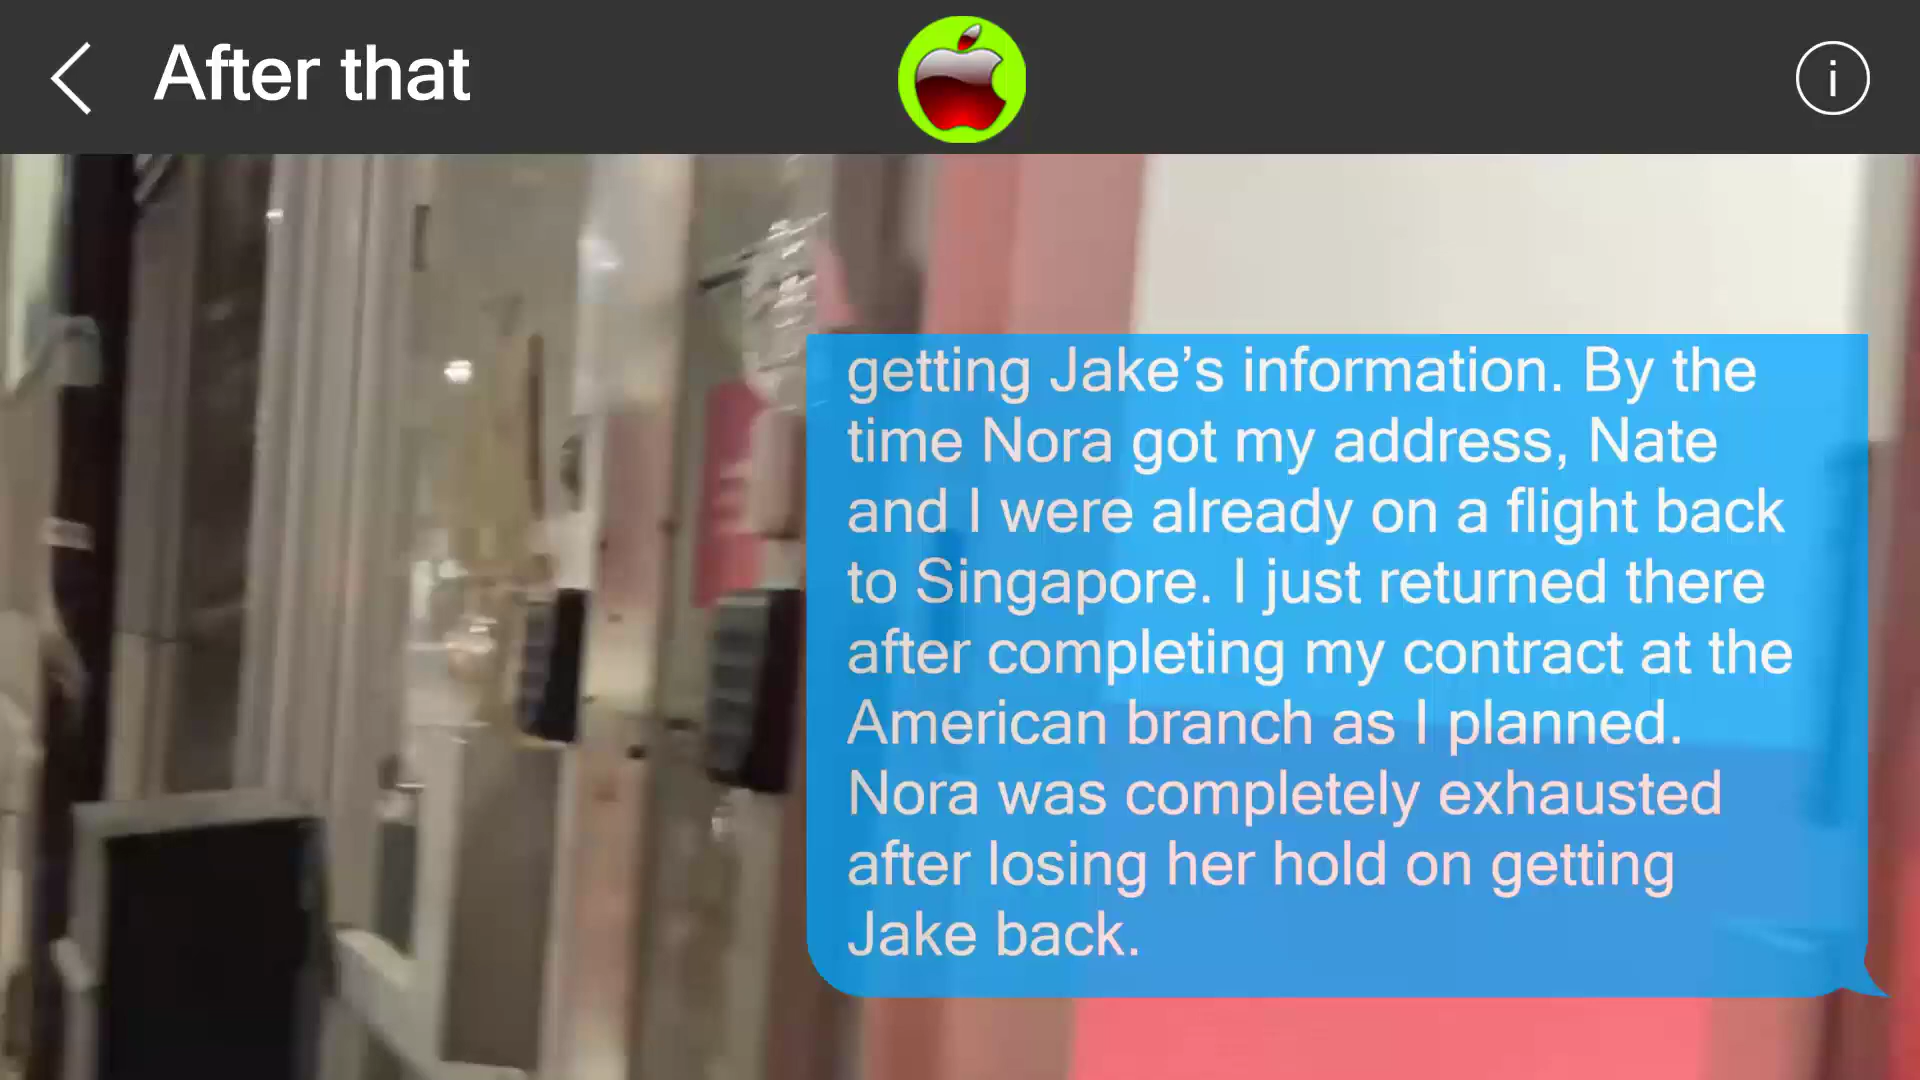 After that
getting Jake’s information. By the
time Nora got my address, Nate
and I were already on a flight back
to Singapore. I just returned there
after completing my contract at the
American branch as I planned.
Nora was completely exhausted
after losing her hold on getting
Jake back.